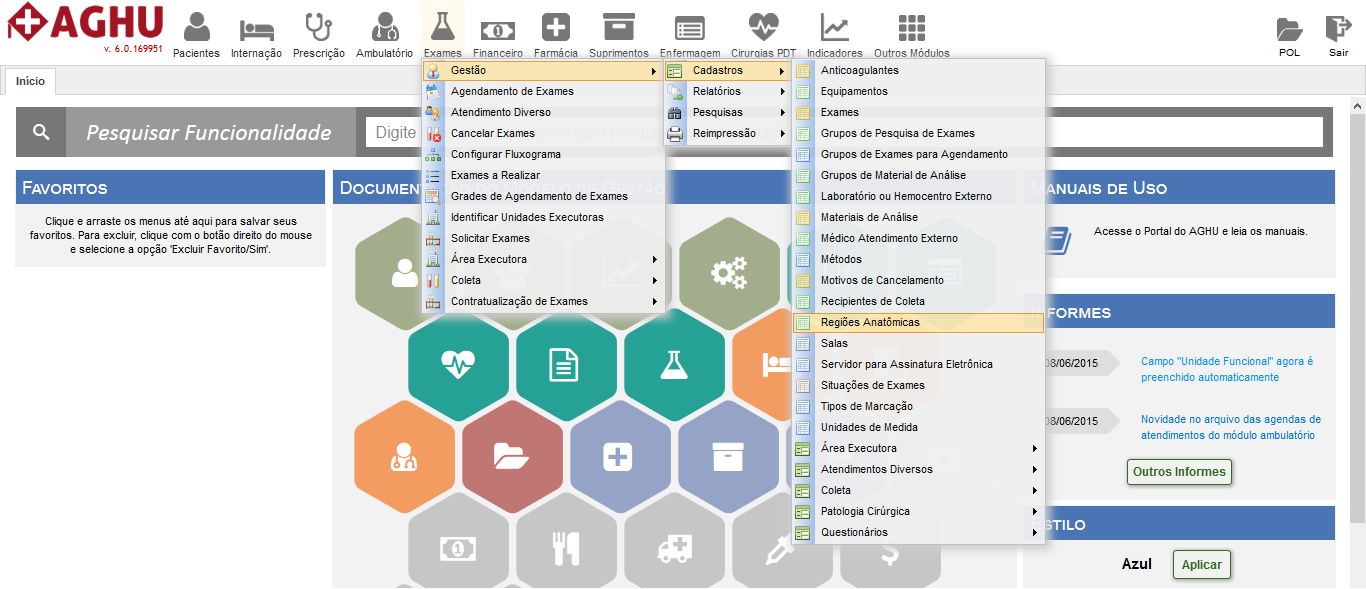 AGHU
v. 6.0.169951
Pacientes
Internação
Prescrição
Ambulatório
Exames
Financeiro
Farmácia
Suprimentos
Enfermagem
Cirurgias PDT
Indicadores
Outros Módulos
POL
Sair
Início
Pesquisar Funcionalidade
Digite
Gestão
Agendamento de Exames
Atendimento Diverso
Cancelar Exames
Configurar Fluxograma
Exames a Realizar
Grades de Agendamento de Exames
Identificar Unidades Executoras
Solicitar Exames
Área Executora
Coleta
Contratualização de Exames
Cadastros
Relatórios
Pesquisas
Reimpressão
Anticoagulantes
Equipamentos
Exames
Grupos de Pesquisa de Exames
Grupos de Exames para Agendamento
Grupos de Material de Análise
Laboratório ou Hemocentro Externo
Materiais de Análise
Médico Atendimento Externo
Métodos
Motivos de Cancelamento
Recipientes de Coleta
Regiões Anatômicas
Salas
Servidor para Assinatura Eletrônica
Situações de Exames
Tipos de Marcação
Unidades de Medida
Área Executora
Atendimentos Diversos
Coleta
Patologia Cirúrgica
Questionários
Favoritos
Clique e arraste os menus até aqui para salvar seus
favoritos. Para excluir, clique com o botão direito do mouse
e selecione a opção 'Excluir Favorito/Sim'.
Manuais de Uso
Acesse o Portal do AGHU e leia os manuais.
Informes
08/06/2015
Campo "Unidade Funcional" agora é
preenchido automaticamente
08/06/2015
Novidade no arquivo das agendas de
atendimentos do módulo ambulatório
Outros Informes
Estilo
Azul
Aplicar